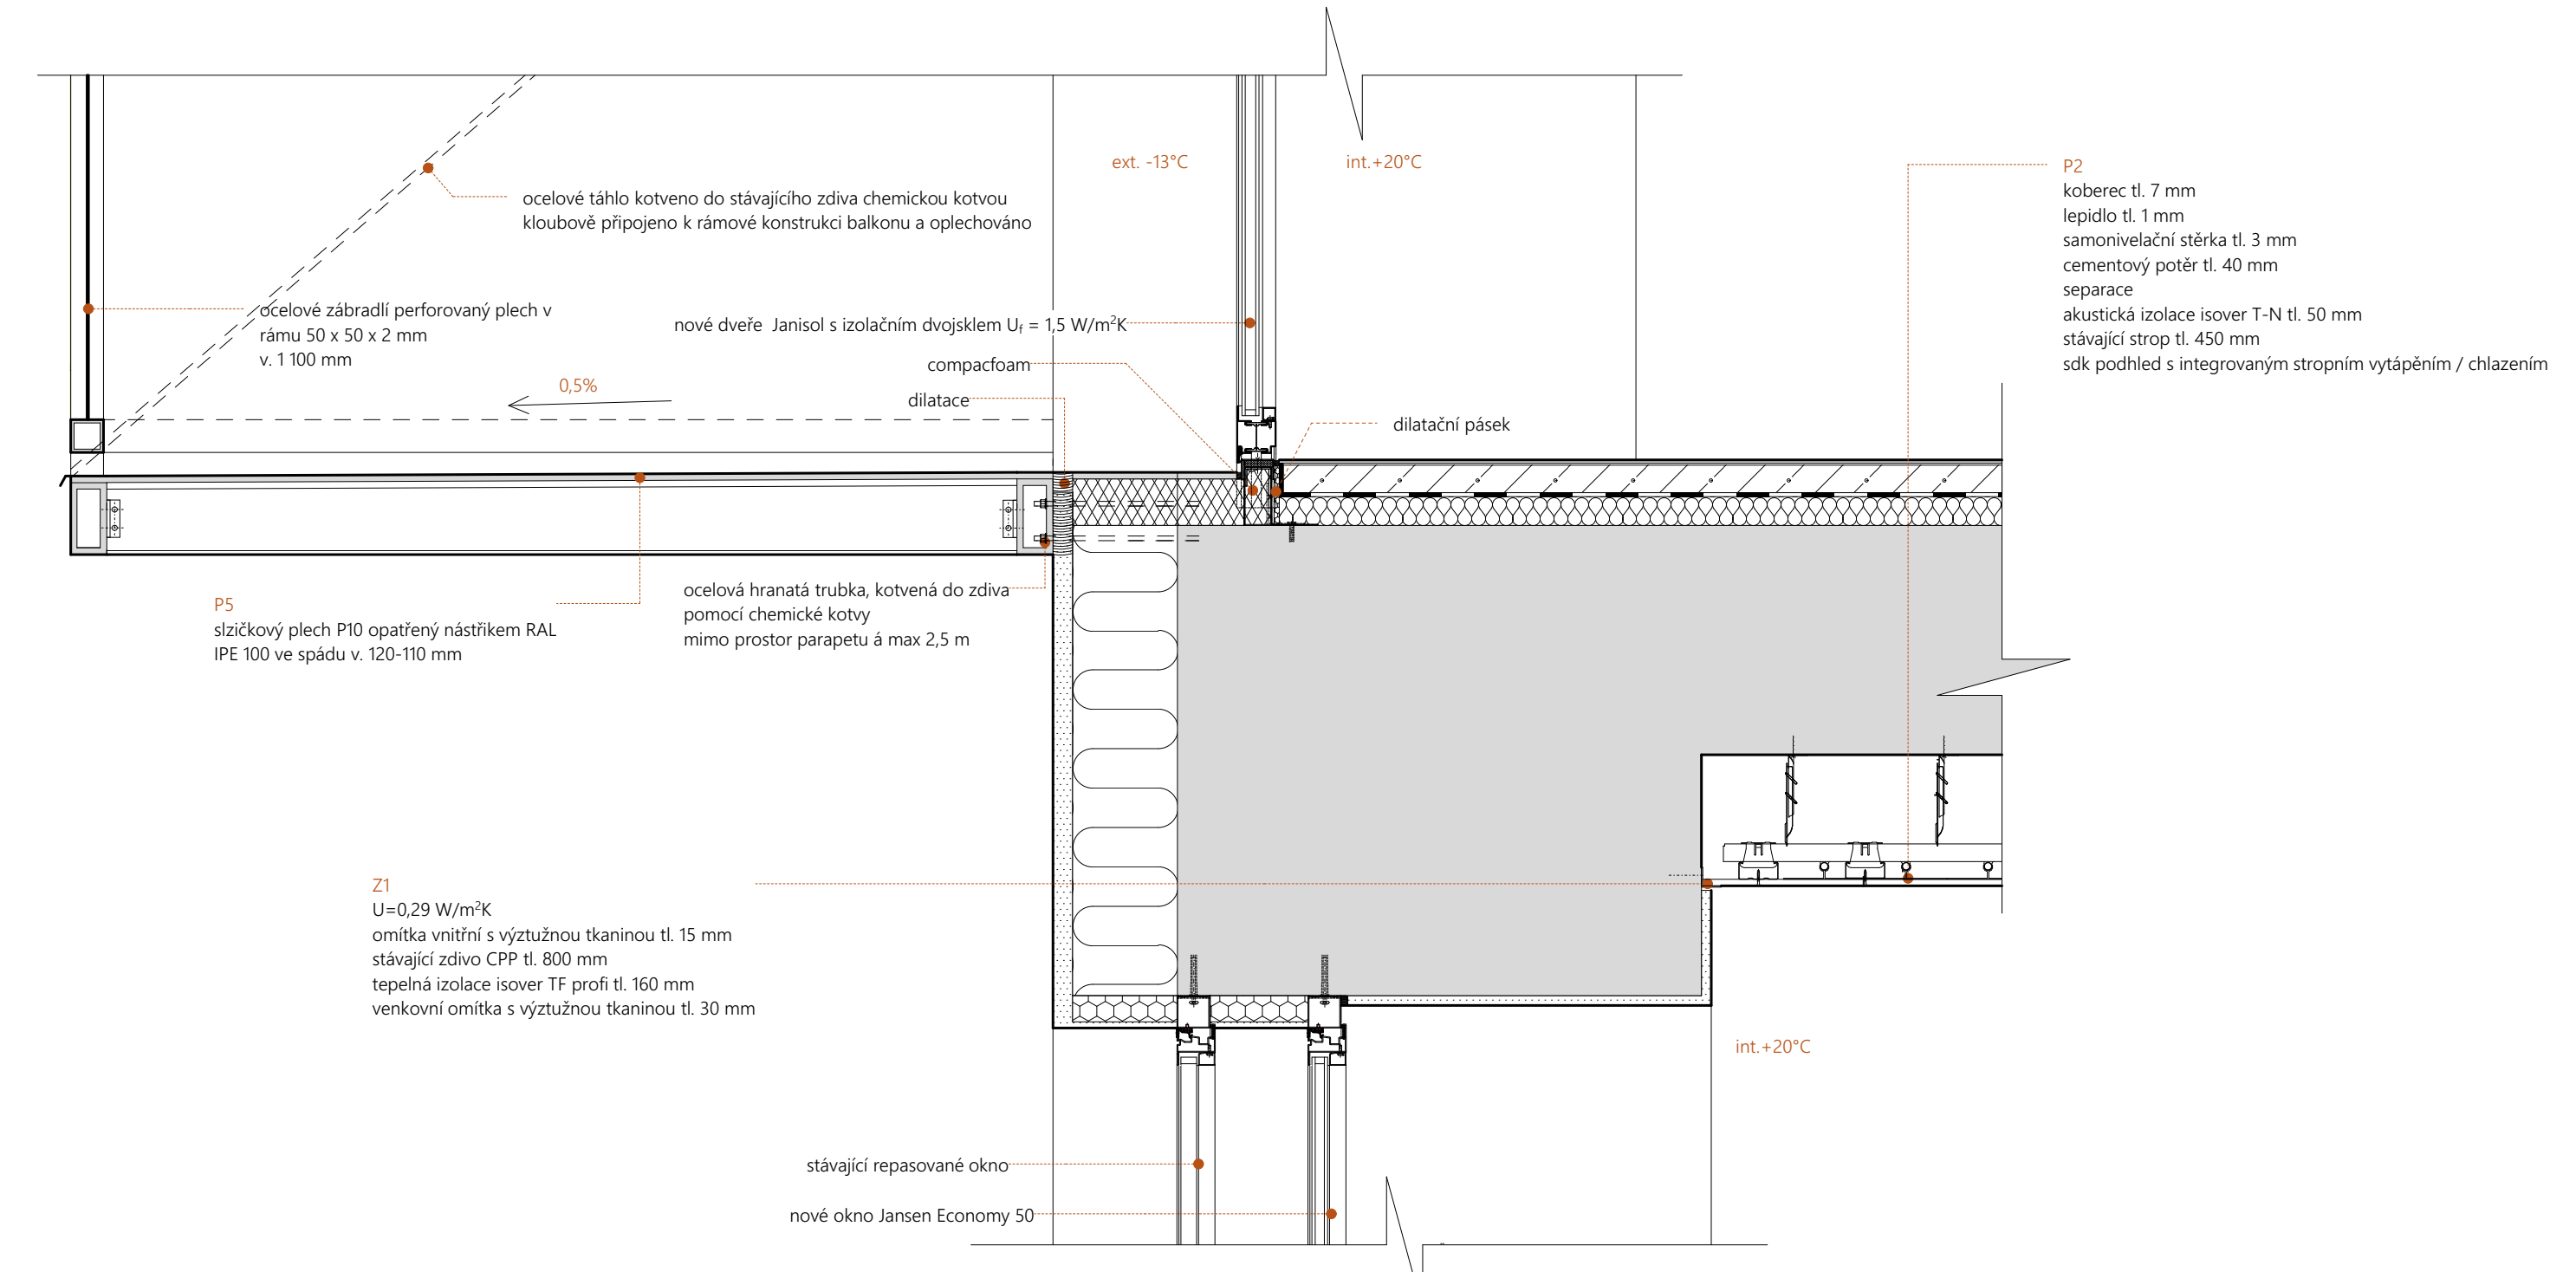 ext. -13°C
int.+20°C
P2
koberec tl. 7 mm
lepidlo tl. 1 mm
samonivelační stěrka tl. 3 mm
cementový potěr tl. 40 mm
separace
akustická izolace isover T-N tl. 50 mm
stávající strop tl. 450 mm
sdk podhled s integrovaným stropním vytápěním / chlazením
ocelové táhlo kotveno do stávajícího zdiva chemickou kotvou
kloubově připojeno k rámové konstrukci balkonu a oplechováno
ocelové zábradlí perforovaný plech v
rámu 50 x 50 x 2 mm
v. 1 100 mm
nové dveře Janisol s izolačním dvojsklem Uf = 1,5 W/m²K
compacfoam
0,5%
dilatace
dilatační pásek
P5
slzičkový plech P10 opatřený nástřikem RAL
IPE 100 ve spádu v. 120-110 mm
ocelová hranatá trubka, kotvená do zdiva
pomocí chemické kotvy
mimo prostor parapetu á max 2,5 m
Z1
U=0,29 W/m²K
omítka vnitřní s výztužnou tkaninou tl. 15 mm
stávající zdivo CPP tl. 800 mm
tepelná izolace isover TF profi tl. 160 mm
venkovní omítka s výztužnou tkaninou tl. 30 mm
int.+20°C
stávající repasované okno
nové okno Jansen Economy 50